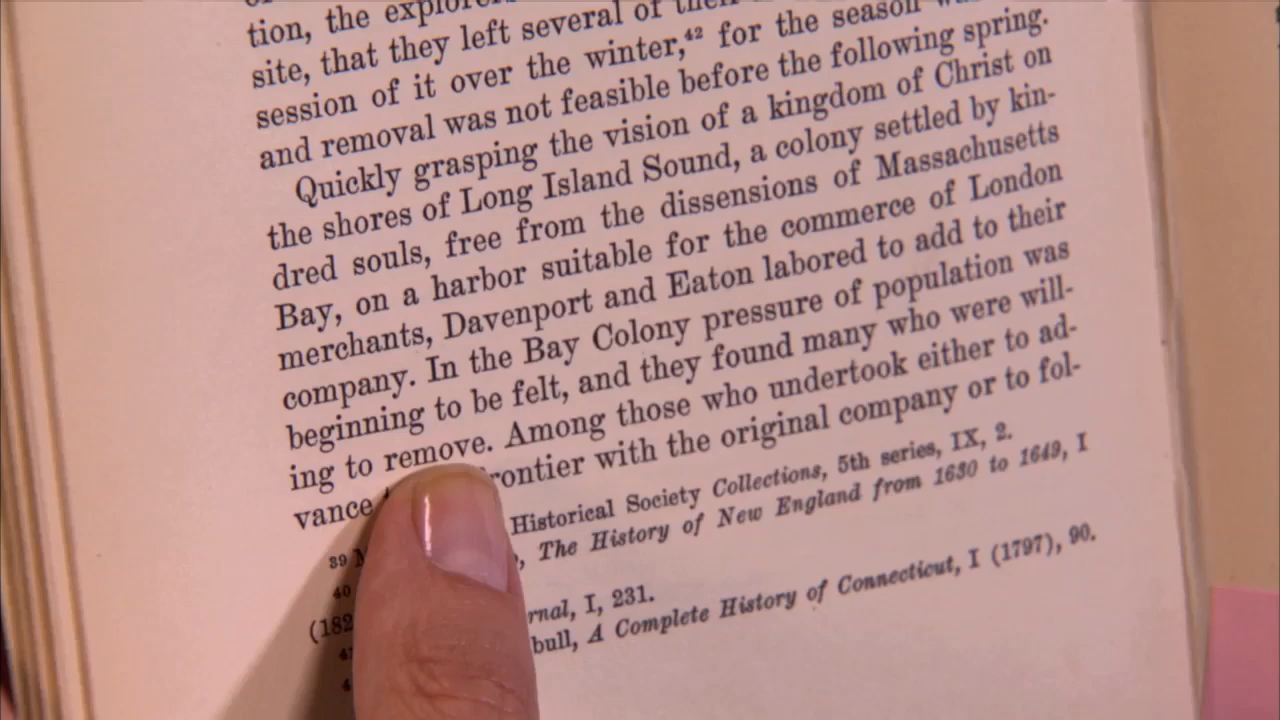 tion, the explorers
site, that they left several of their
session of it over the winter,⁴² for the season was
and removal was not feasible before the following spring.
Quickly grasping the vision of a kingdom of Christ on
the shores of Long Island Sound, a colony settled by kin-
dred souls, free from the dissensions of Massachusetts
Bay, on a harbor suitable for the commerce of London
merchants, Davenport and Eaton labored to add to their
company. In the Bay Colony pressure of population was
beginning to be felt, and they found many who were will-
ing to remove. Among those who undertook either to ad-
vance rontier with the original company or to fol-
39 M Historical Society Collections, 5th series, IX, 2.
40 , The History of New England from 1630 to 1649, I
(182
41 rnal, I, 231.
4 bull, A Complete History of Connecticut, I (1797), 90.